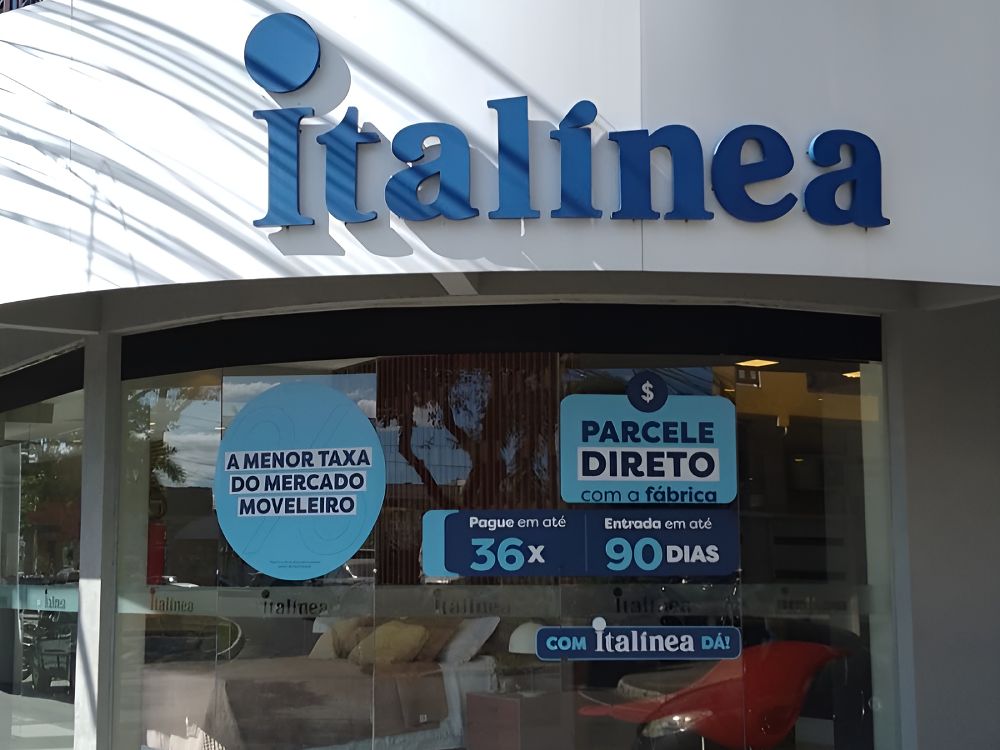 italínea
A MENOR TAXA
DO MERCADO
MOVELEIRO
$
PARCELE
DIRETO
com a fábrica
Pague em até
36X
Entrada em até
90 DIAS
italínea
italínea
italínea
italínea
COM italínea DÁ!